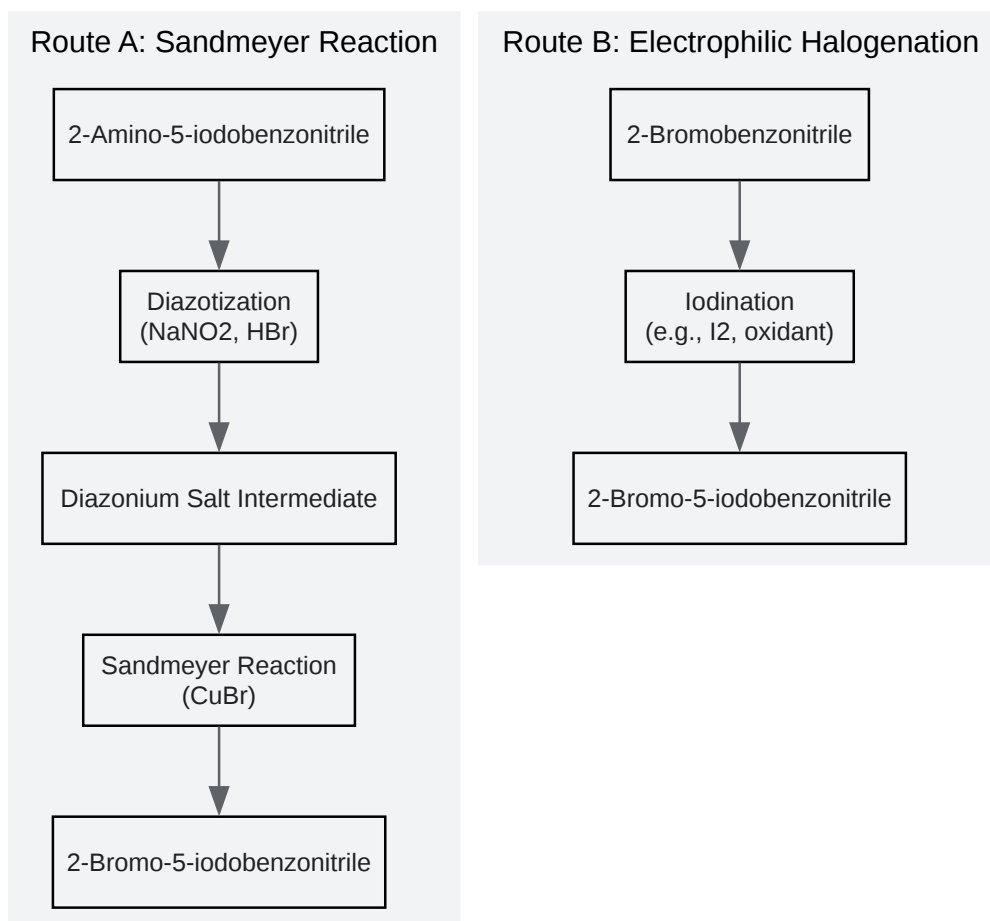 Route A: Sandmeyer Reaction
2-Amino-5-iodobenzonitrile
Diazotization
(NaNO2, HBr)
Diazonium Salt Intermediate
Sandmeyer Reaction
(CuBr)
2-Bromo-5-iodobenzonitrile
Route B: Electrophilic Halogenation
2-Bromobenzonitrile
Iodination
(e.g., I2, oxidant)
2-Bromo-5-iodobenzonitrile